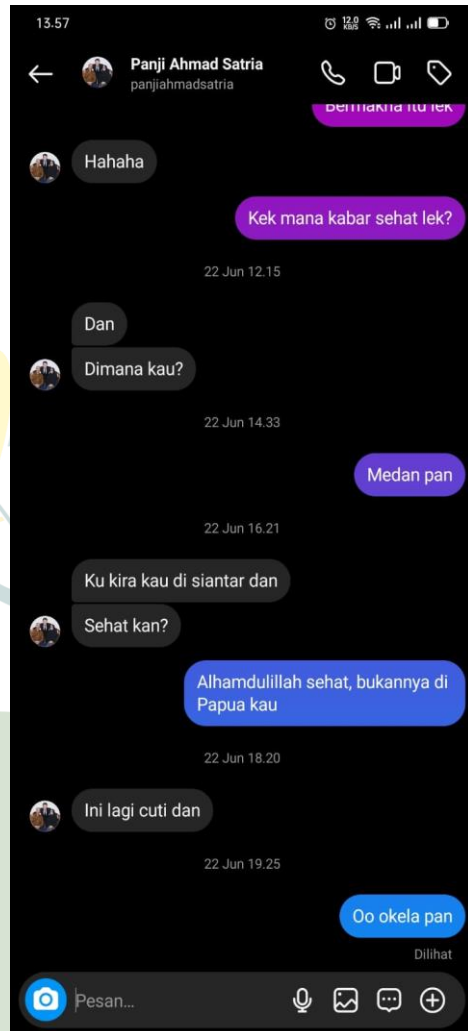 13.57
12.0 KB/S
Panji Ahmad Satria
panjiahmadsatria
Bermakna itu lek
Hahaha
Kek mana kabar sehat lek?
22 Jun 12.15
Dan
Dimana kau?
22 Jun 14.33
Medan pan
22 Jun 16.21
Ku kira kau di siantar dan
Sehat kan?
Alhamdulillah sehat, bukannya di
Papua kau
22 Jun 18.20
Ini lagi cuti dan
22 Jun 19.25
Oo okela pan
Dilihat
Pesan...